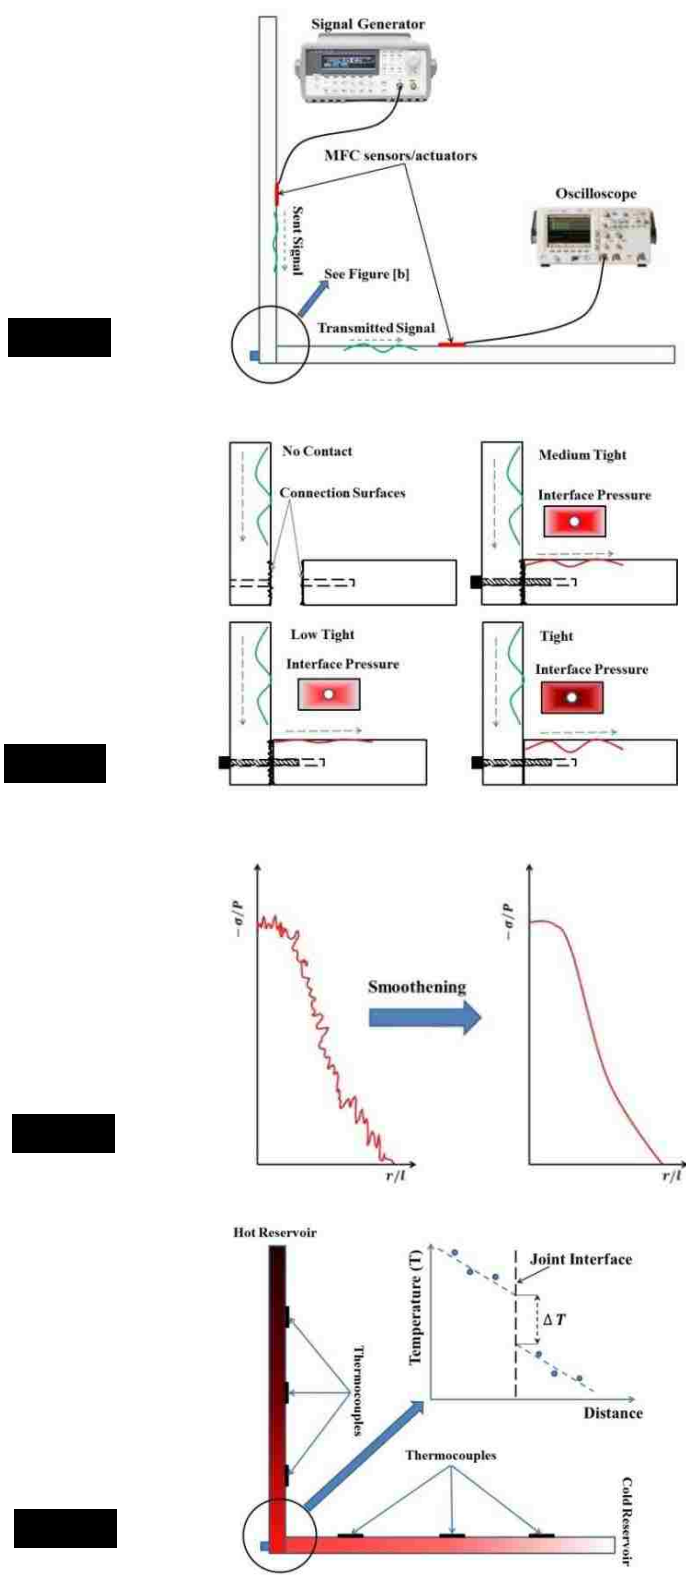 Signal Generator
MFC sensors/actuators
Oscilloscope
Sent Signal
See Figure [b]
Transmitted Signal
No Contact
Connection Surfaces
Medium Tight
Interface Pressure
Low Tight
Interface Pressure
Tight
Interface Pressure
−σ/P
Smoothening
−σ/P
r/l
r/l
Hot Reservoir
Temperature (T)
Joint Interface
Δ T
Distance
Thermocouples
Thermocouples
Cold Reservoir